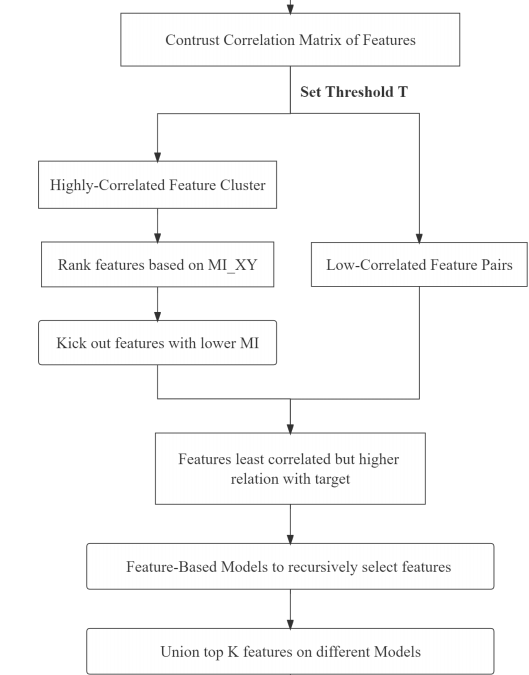 Contrust Correlation Matrix of Features
Set Threshold T
Highly-Correlated Feature Cluster
Rank features based on MI_XY
Low-Correlated Feature Pairs
Kick out features with lower MI
Features least correlated but higher
relation with target
Feature-Based Models to recursively select features
Union top K features on different Models